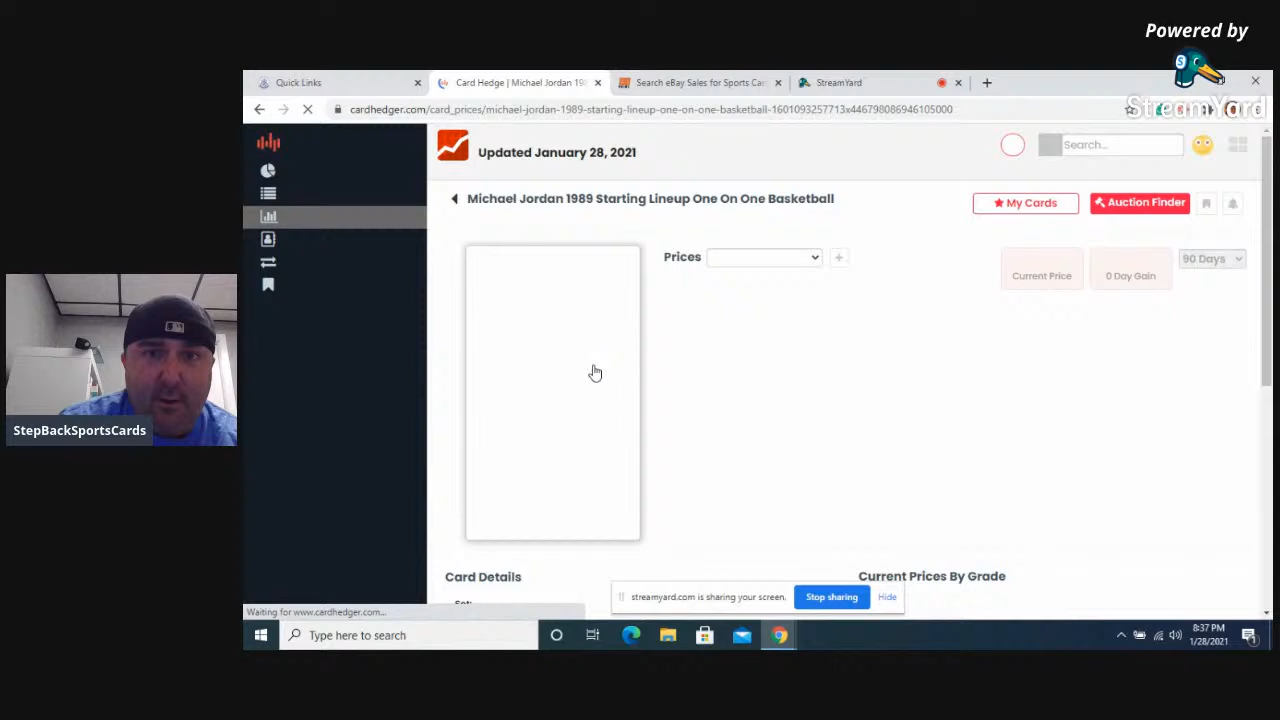 Powered by
StreamYard
Quick Links
Card Hedge | Michael Jordan 198
Search eBay Sales for Sports Car
StreamYard
cardhedger.com/card_prices/michael-jordan-1989-starting-lineup-one-on-one-basketball-1601093257713x446798086946105000
Updated January 28, 2021
Search...
Michael Jordan 1989 Starting Lineup One On One Basketball
My Cards
Auction Finder
Prices
Current Price
0 Day Gain
90 Days
StepBackSportsCards
Card Details
Current Prices By Grade
Set:
streamyard.com is sharing your screen.
Stop sharing
Hide
Waiting for www.cardhedger.com...
Type here to search
8:37 PM
1/28/2021